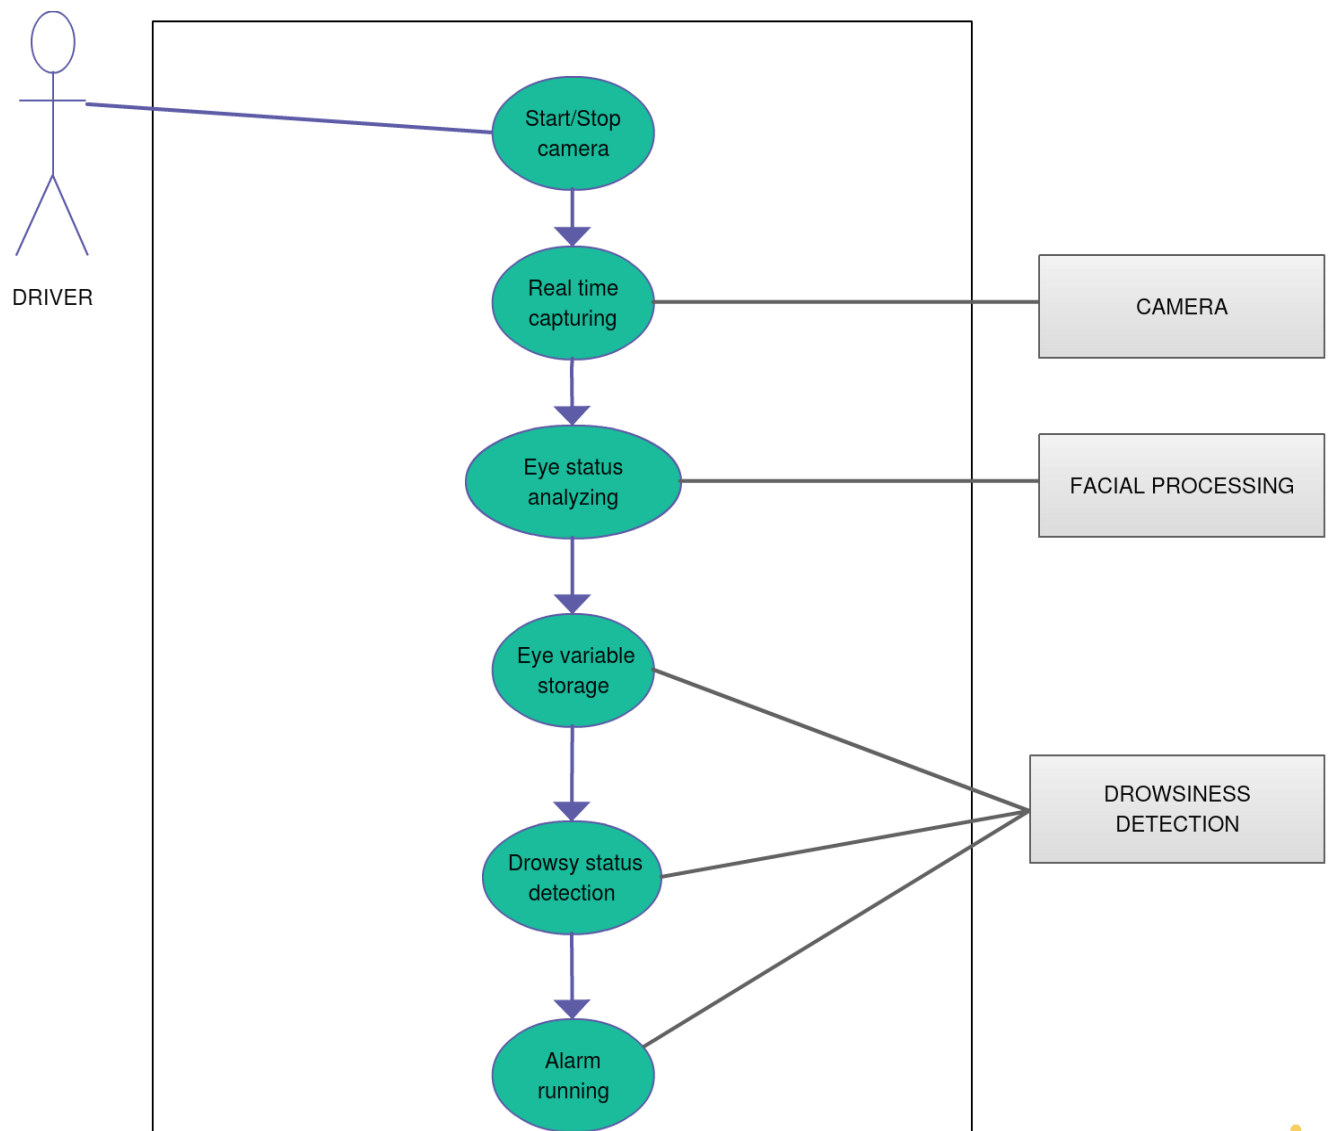 Start/Stop
camera
DRIVER
Real time
capturing
CAMERA
Eye status
analyzing
FACIAL PROCESSING
Eye variable
storage
DROWSINESS
DETECTION
Drowsy status
detection
Alarm
running